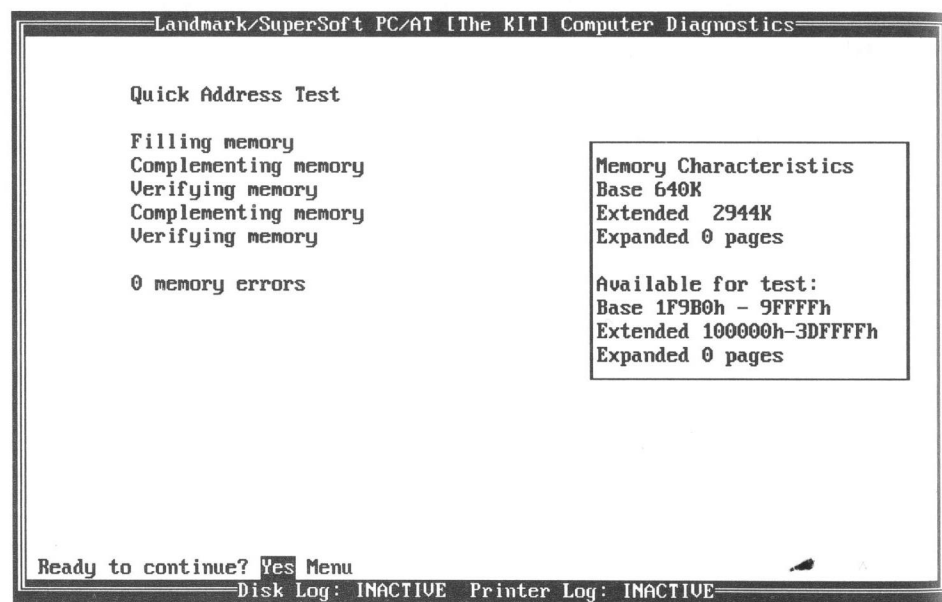 Landmark/SuperSoft PC/AT [The KIT] Computer Diagnostics
Quick Address Test
Filling memory
Complementing memory
Verifying memory
Complementing memory
Verifying memory
0 memory errors
Memory Characteristics
Base 640K
Extended 2944K
Expanded 0 pages
Available for test:
Base 1F9B0h - 9FFFFh
Extended 100000h-3DFFFFh
Expanded 0 pages
Ready to continue? Yes Menu
Disk Log: INACTIVE Printer Log: INACTIVE